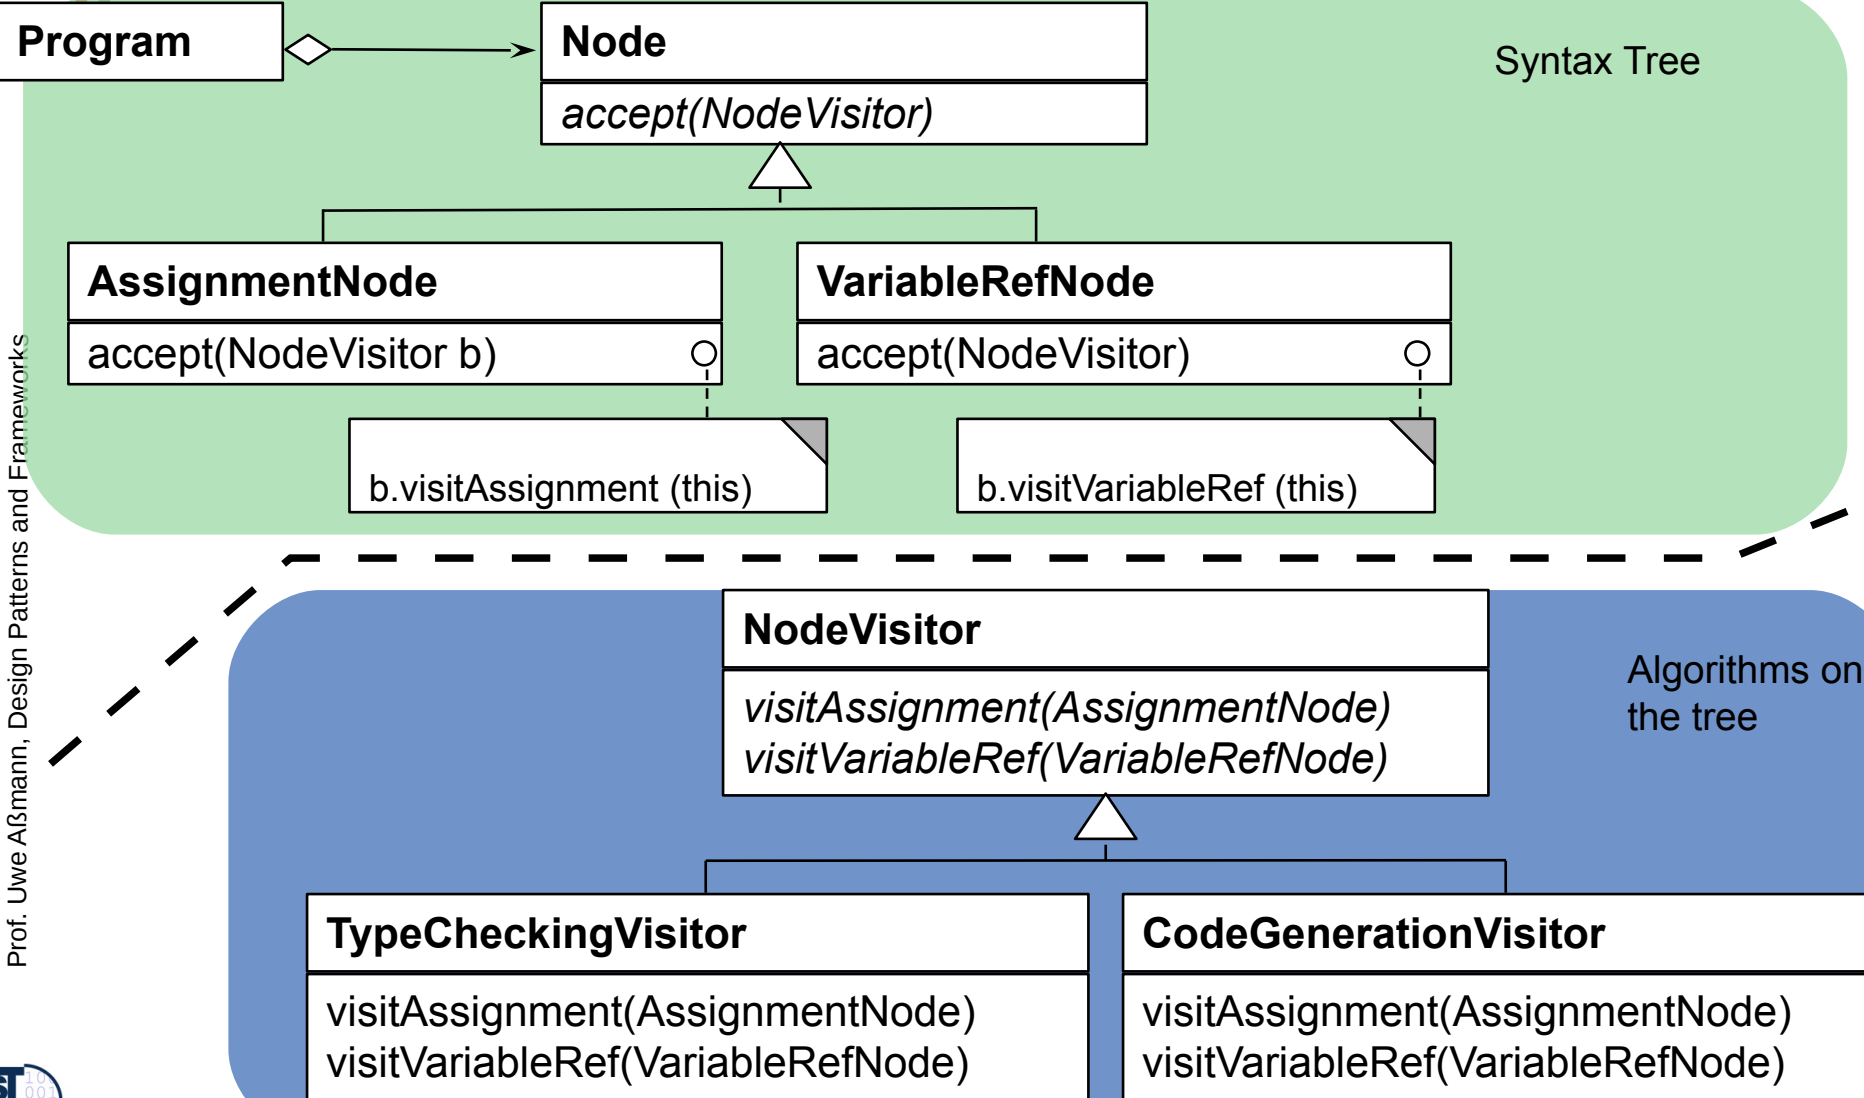 Program
Node
Syntax Tree
accept(NodeVisitor)
AssignmentNode
VariableRefNode
accept(NodeVisitor b)
accept(NodeVisitor)
b.visitAssignment (this)
b.visitVariableRef (this)
NodeVisitor
Algorithms on
the tree
visitAssignment(AssignmentNode)
visitVariableRef(VariableRefNode)
TypeCheckingVisitor
CodeGenerationVisitor
visitAssignment(AssignmentNode)
visitVariableRef(VariableRefNode)
visitAssignment(AssignmentNode)
visitVariableRef(VariableRefNode)
Prof. Uwe Aßmann, Design Patterns and Frameworks